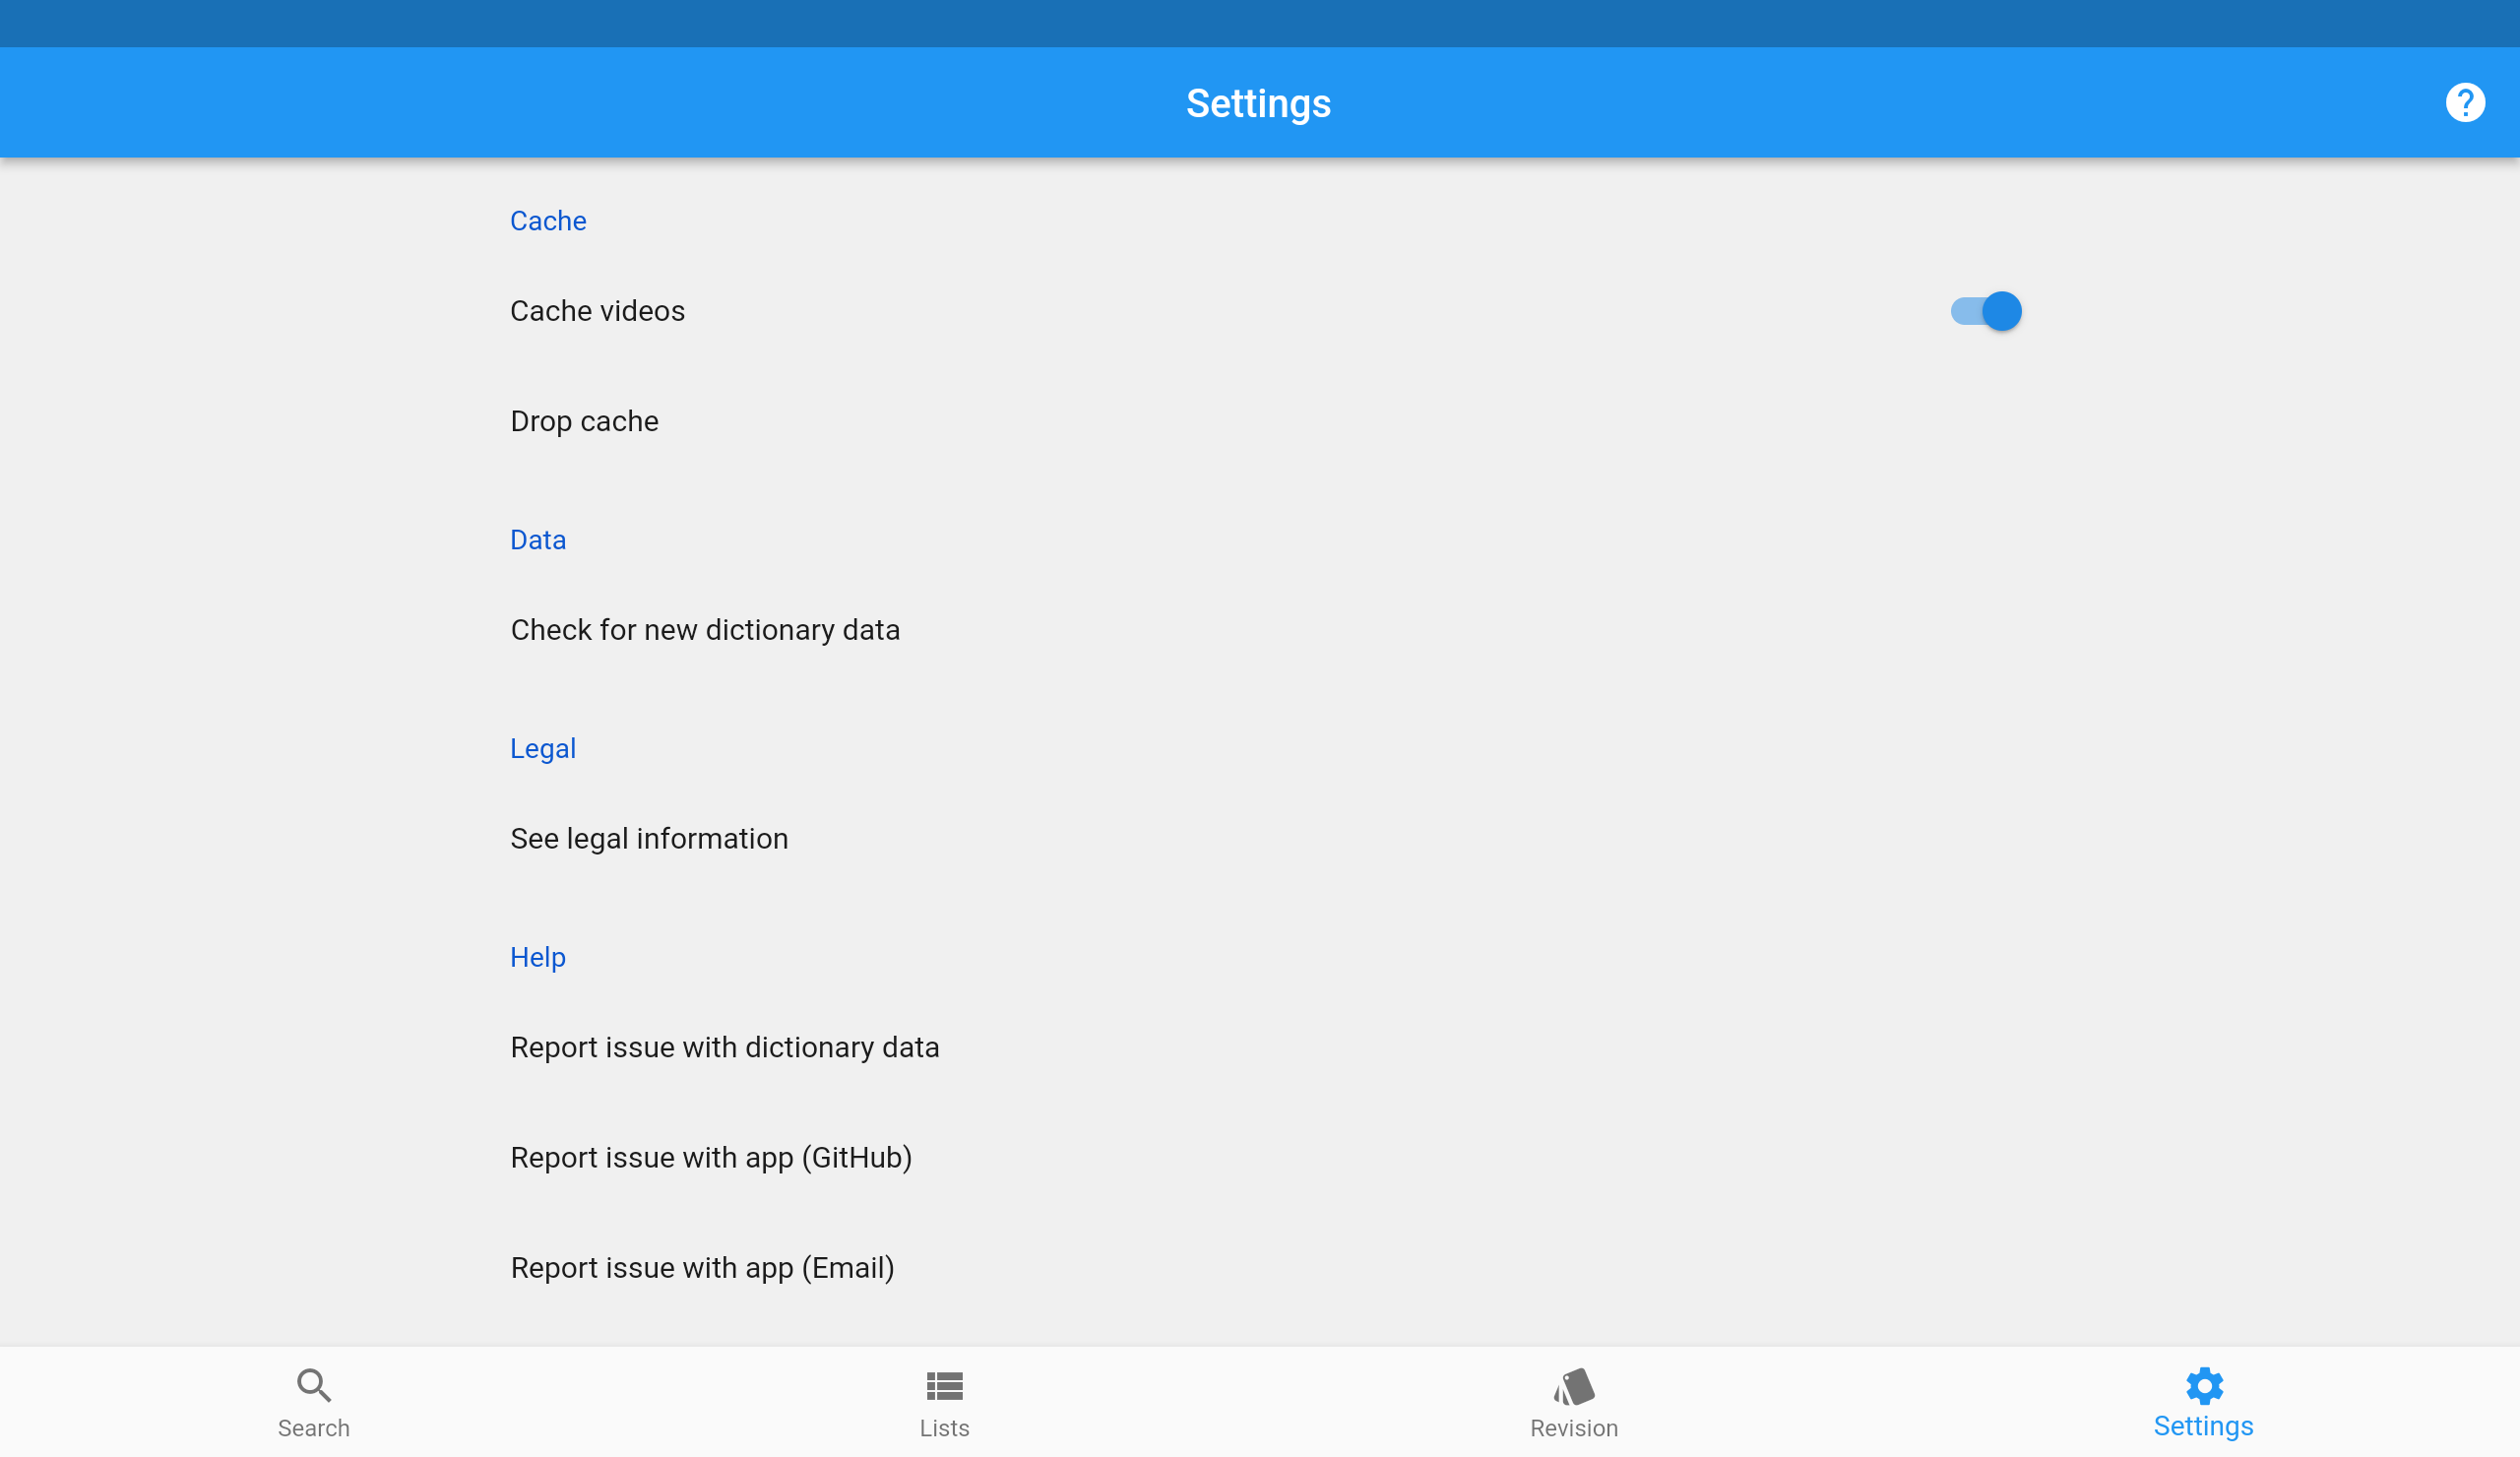 Settings
Cache
Cache videos
Drop cache
Data
Check for new dictionary data
Legal
See legal information
Help
Report issue with dictionary data
Report issue with app (GitHub)
Report issue with app (Email)
Search
Lists
Revision
Settings